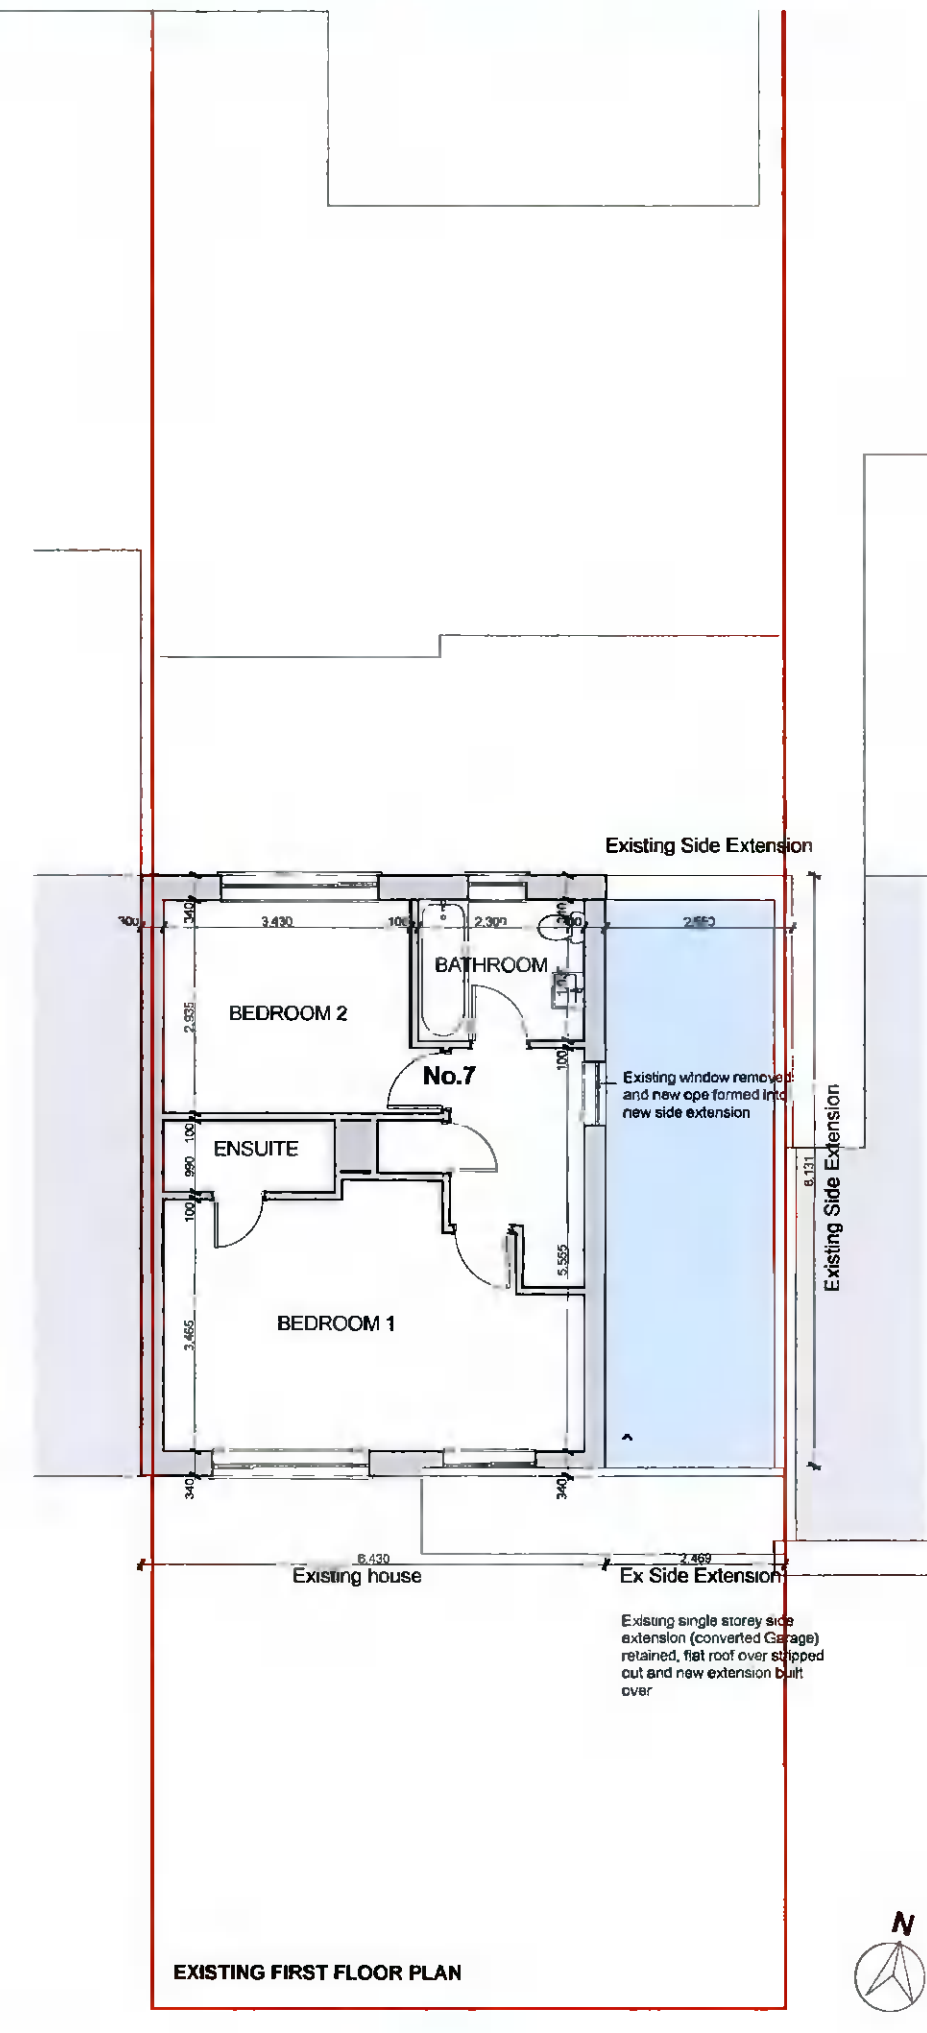 Existing Side Extension
340
340
300
3.430
100
2.300
300
2.550
BATHROOM
BEDROOM 2
2.935
No.7
100
Existing window removed
and new ope formed into
new side extension
ENSUITE
100
990
100
6.131
Existing Side Extension
5.555
BEDROOM 1
3.465
340
340
6.430
2.469
Existing house
Ex Side Extension
Existing single storey side
extension (converted Garage)
retained, flat roof over stripped
out and new extension built
over
N
EXISTING FIRST FLOOR PLAN